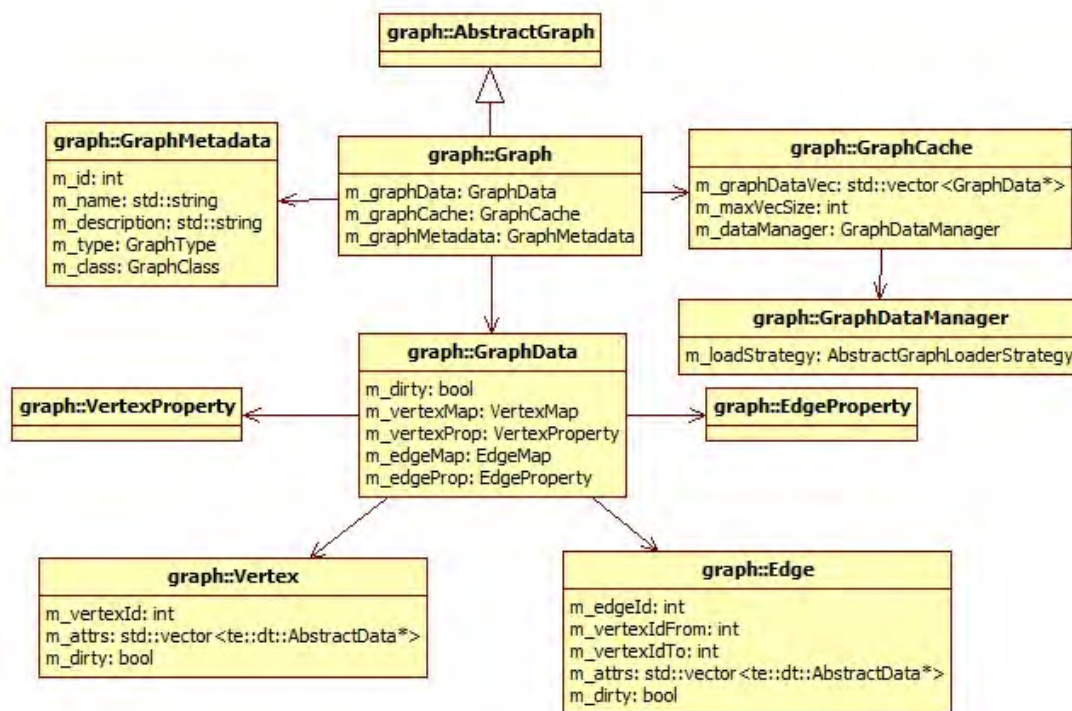 graph::AbstractGraph
graph::GraphMetadata
m_id: int
m_name: std::string
m_description: std::string
m_type: GraphType
m_class: GraphClass
graph::Graph
m_graphData: GraphData
m_graphCache: GraphCache
m_graphMetadata: GraphMetadata
graph::GraphCache
m_graphDataVec: std::vector<GraphData*>
m_maxVecSize: int
m_dataManager: GraphDataManager
graph::GraphDataManager
m_loadStrategy: AbstractGraphLoaderStrategy
graph::GraphData
m_dirty: bool
m_vertexMap: VertexMap
m_vertexProp: VertexProperty
m_edgeMap: EdgeMap
m_edgeProp: EdgeProperty
graph::VertexProperty
graph::EdgeProperty
graph::Vertex
m_vertexId: int
m_attrs: std::vector<te::dt::AbstractData*>
m_dirty: bool
graph::Edge
m_edgeId: int
m_vertexIdFrom: int
m_vertexIdTo: int
m_attrs: std::vector<te::dt::AbstractData*>
m_dirty: bool